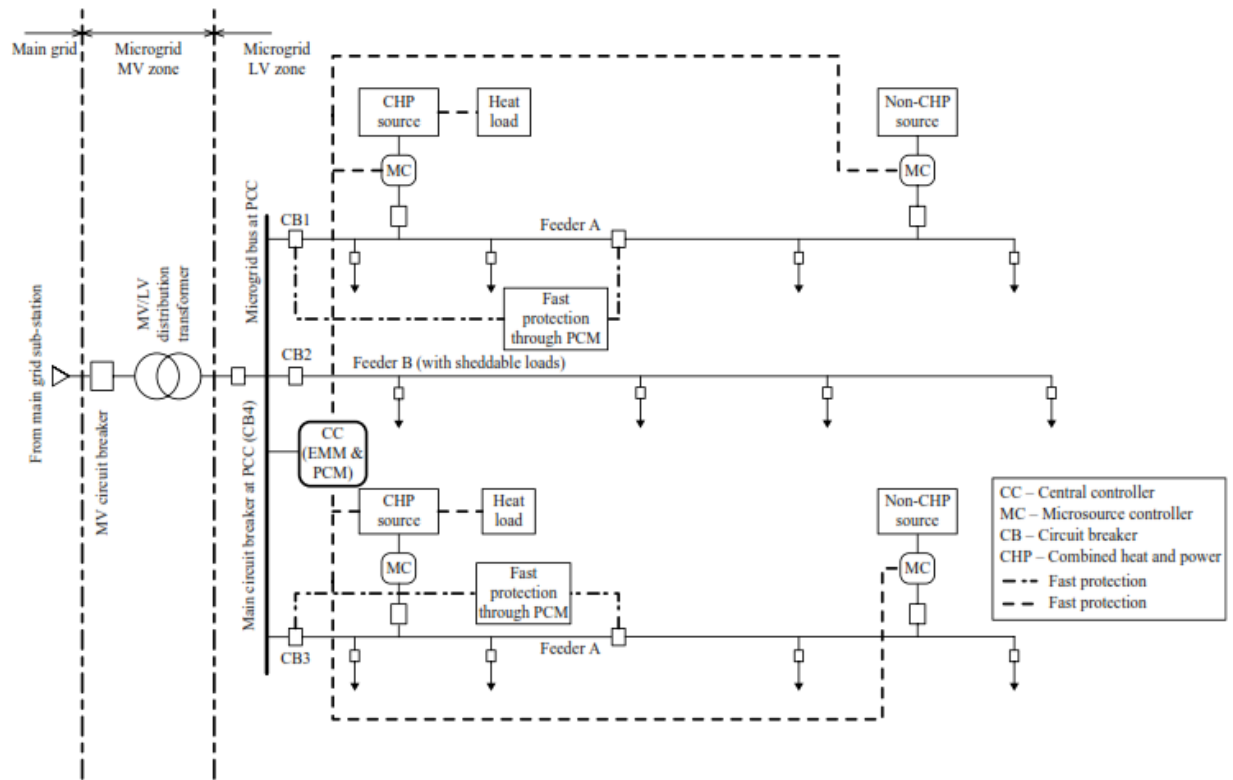 Main grid
Microgrid
MV zone
Microgrid
LV zone
CHP
source
Heat
load
Non-CHP
source
MC
MC
Microgrid bus at PCC
CB1
Feeder A
Fast
protection
through PCM
MV/LV
distribution
transformer
CB2
Feeder B (with sheddable loads)
From main grid sub-station
MV circuit breaker
Main circuit breaker at PCC (CB4)
CC
(EMM &
PCM)
CHP
source
Heat
load
Non-CHP
source
MC
Fast
protection
through PCM
MC
CB3
Feeder A
CC – Central controller
MC – Microsource controller
CB – Circuit breaker
CHP – Combined heat and power
Fast protection
Fast protection